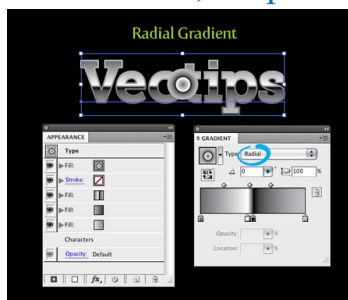 Radial Gradient
Vectips
APPEARANCE
Type
Fill:
Stroke:
Fill:
Fill:
Fill:
Characters
Opacity: Default
fx
GRADIENT
Type: Radial
0 °
100 %
Opacity: %
Location: %